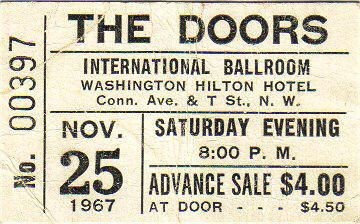 No. 00397
THE DOORS
INTERNATIONAL BALLROOM
WASHINGTON HILTON HOTEL
Conn. Ave. & T St., N. W.
NOV.
25
1967
SATURDAY EVENING
8:00 P. M.
ADVANCE SALE $4.00
AT DOOR - - - $4.50